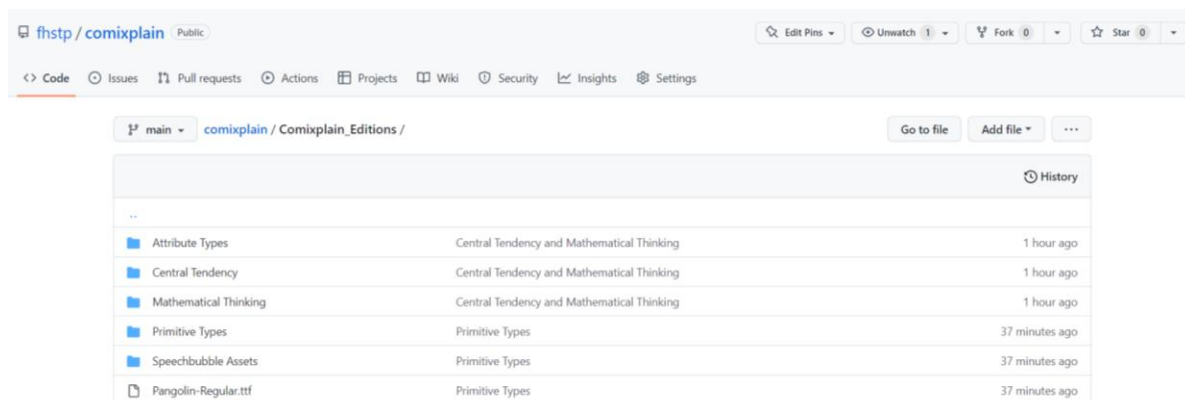 fhstp / comixplain Public Edit Pins Unwatch 1 Fork 0 Star 0
<> Code Issues Pull requests Actions Projects Wiki Security Insights Settings
main comixplain / Comixplain_Editions / Go to file Add file ...
History
..
Attribute Types Central Tendency and Mathematical Thinking 1 hour ago
Central Tendency Central Tendency and Mathematical Thinking 1 hour ago
Mathematical Thinking Central Tendency and Mathematical Thinking 1 hour ago
Primitive Types Primitive Types 37 minutes ago
Speechbubble Assets Primitive Types 37 minutes ago
Pangolin-Regular.ttf Primitive Types 37 minutes ago